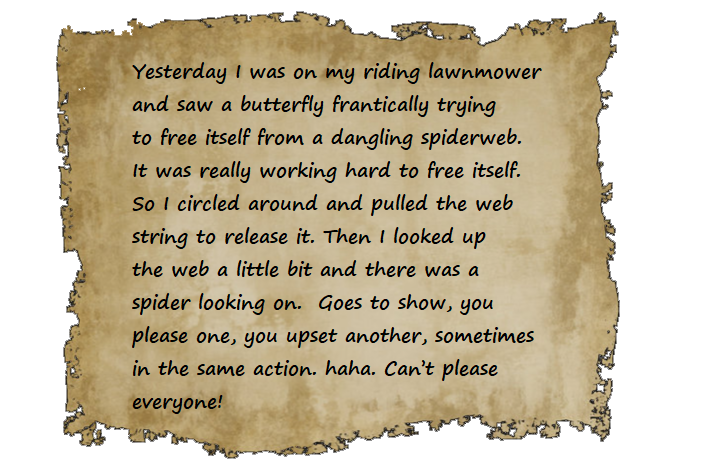 Yesterday I was on my riding lawnmower
and saw a butterfly frantically trying
to free itself from a dangling spiderweb.
It was really working hard to free itself.
So I circled around and pulled the web
string to release it. Then I looked up
the web a little bit and there was a
spider looking on.  Goes to show, you
please one, you upset another, sometimes
in the same action. haha. Can’t please
everyone!